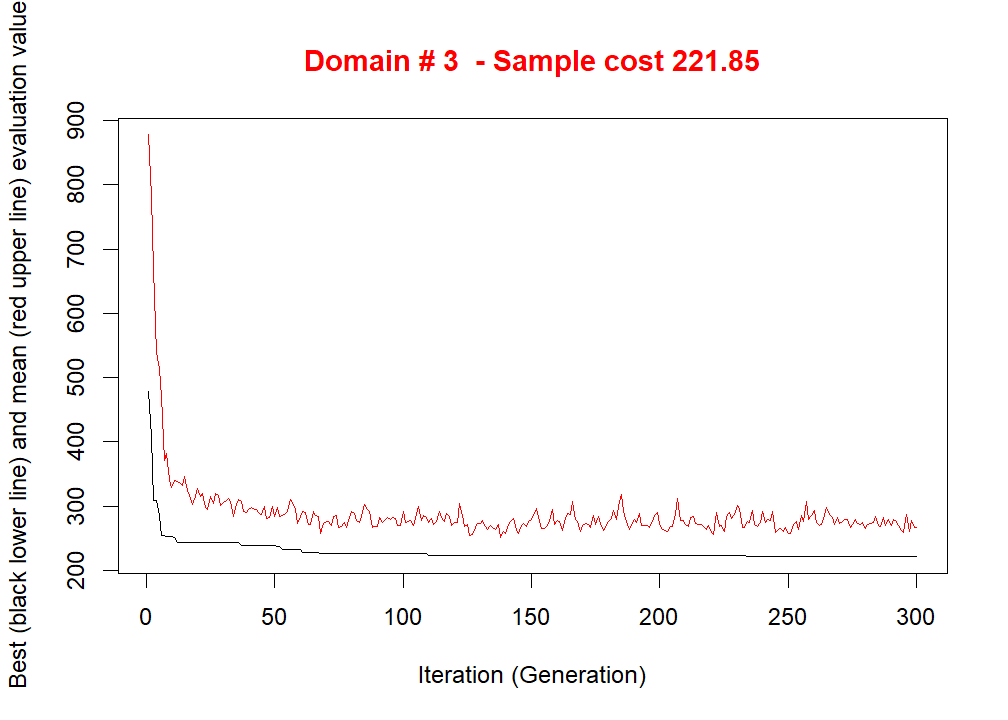 Domain # 3  - Sample cost 221.85
Best (black lower line) and mean (red upper line) evaluation value
900
800
700
600
500
400
300
200
0 50 100 150 200 250 300
Iteration (Generation)